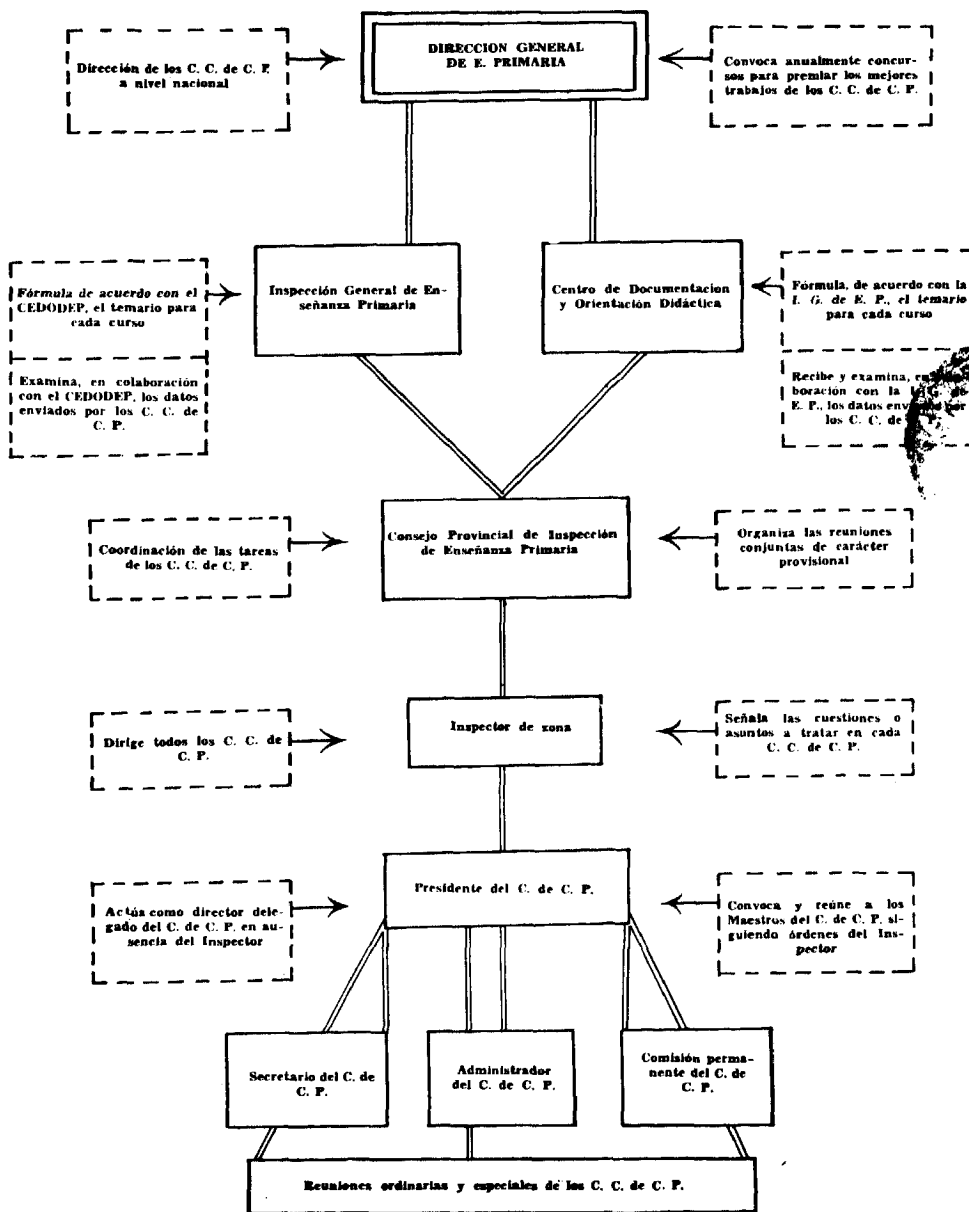 DIRECCION GENERAL
DE E. PRIMARIA
Dirección de los C. C. de C. P.
a nivel nacional
Convoca anualmente concur-
sos para premiar los mejores
trabajos de los C. C. de C. P.
Inspección General de En-
señanza Primaria
Centro de Documentacion
y Orientación Didáctica
Fórmula de acuerdo con el
CEDODEP, el temario para
cada curso
Examina, en colaboración
con el CEDODEP, los datos
enviados por los C. C. de
C. P.
Fórmula, de acuerdo con la
I. G. de E. P., el temario
para cada curso
Recibe y examina, en
boración con la I. G. de
E. P., los datos enviados por
los C. C. de C. P.
Consejo Provincial de Inspección
de Enseñanza Primaria
Coordinación de las tareas
de los C. C. de C. P.
Organiza las reuniones
conjuntas de carácter
provisional
Inspector de zona
Dirige todos los C. C. de
C. P.
Señala las cuestiones o
asuntos a tratar en cada
C. C. de C. P.
Presidente del C. de C. P.
Actúa como director dele-
gado del C. de C. P. en au-
sencia del Inspector
Convoca y reúne a los
Maestros del C. de C. P. si-
guiendo órdenes del Ins-
pector
Secretario del C. de
C. P.
Administrador
del C. de C. P.
Comisión perma-
nente del C. de
C. P.
Reuniones ordinarias y especiales de los C. C. de C. P.